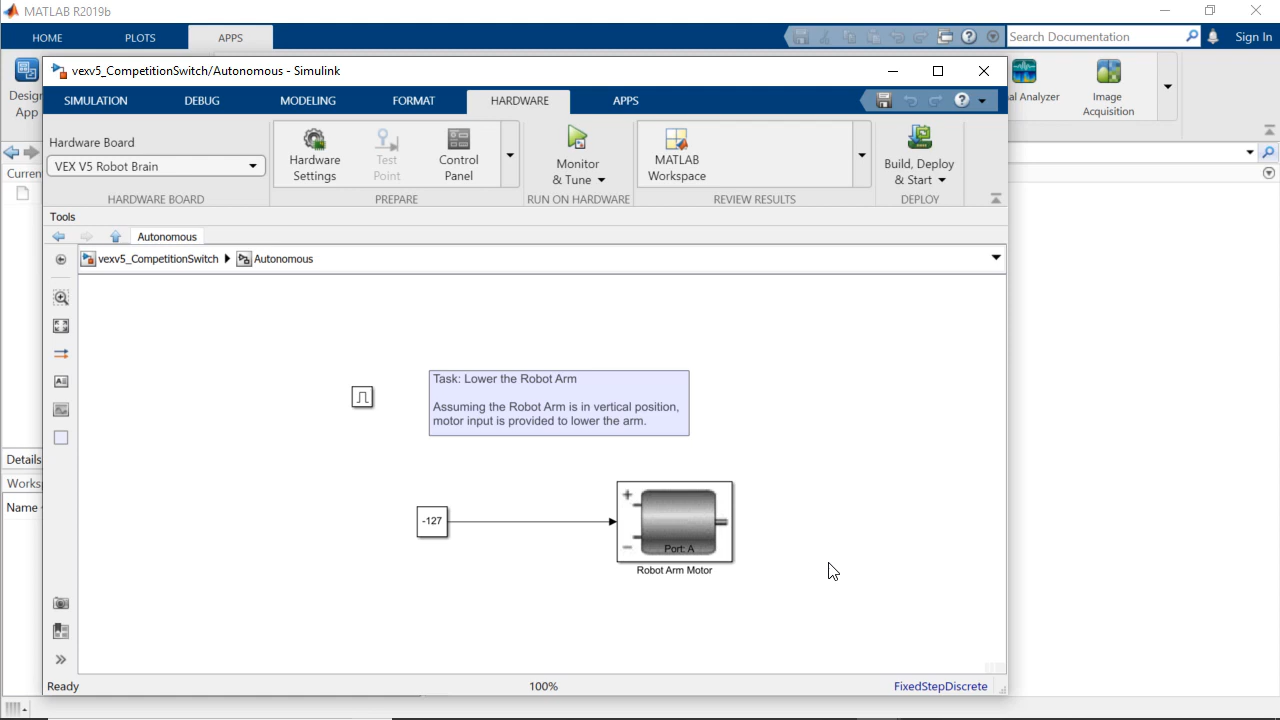 MATLAB R2019b
HOME
PLOTS
APPS
Search Documentation
Sign In
Design
App
al Analyzer
Image
Acquisition
vexv5_CompetitionSwitch/Autonomous - Simulink
SIMULATION
DEBUG
MODELING
FORMAT
HARDWARE
APPS
Hardware Board
VEX V5 Robot Brain
Hardware
Settings
Test
Point
Control
Panel
Monitor
& Tune
MATLAB
Workspace
Build, Deploy
& Start
HARDWARE BOARD
PREPARE
RUN ON HARDWARE
REVIEW RESULTS
DEPLOY
Curren
Tools
Autonomous
vexv5_CompetitionSwitch
Autonomous
Task: Lower the Robot Arm
Assuming the Robot Arm is in vertical position,
motor input is provided to lower the arm.
Details
Works
Name
-127
+
–
Port: A
Robot Arm Motor
Ready
100%
FixedStepDiscrete